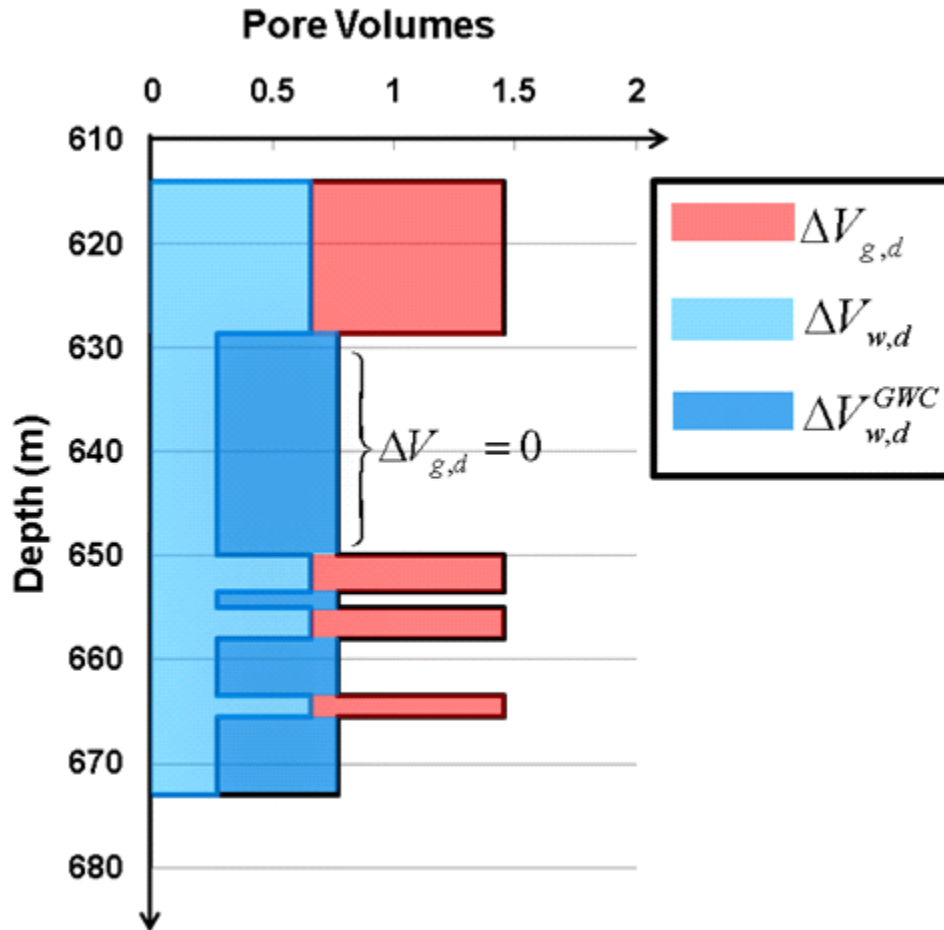 Pore Volumes
0 0.5 1 1.5 2
Depth (m)
610
620
630
640
650
660
670
680
ΔV_{g,d} = 0
ΔV_{g,d}
ΔV_{w,d}
ΔV_{w,d}^{GWC}